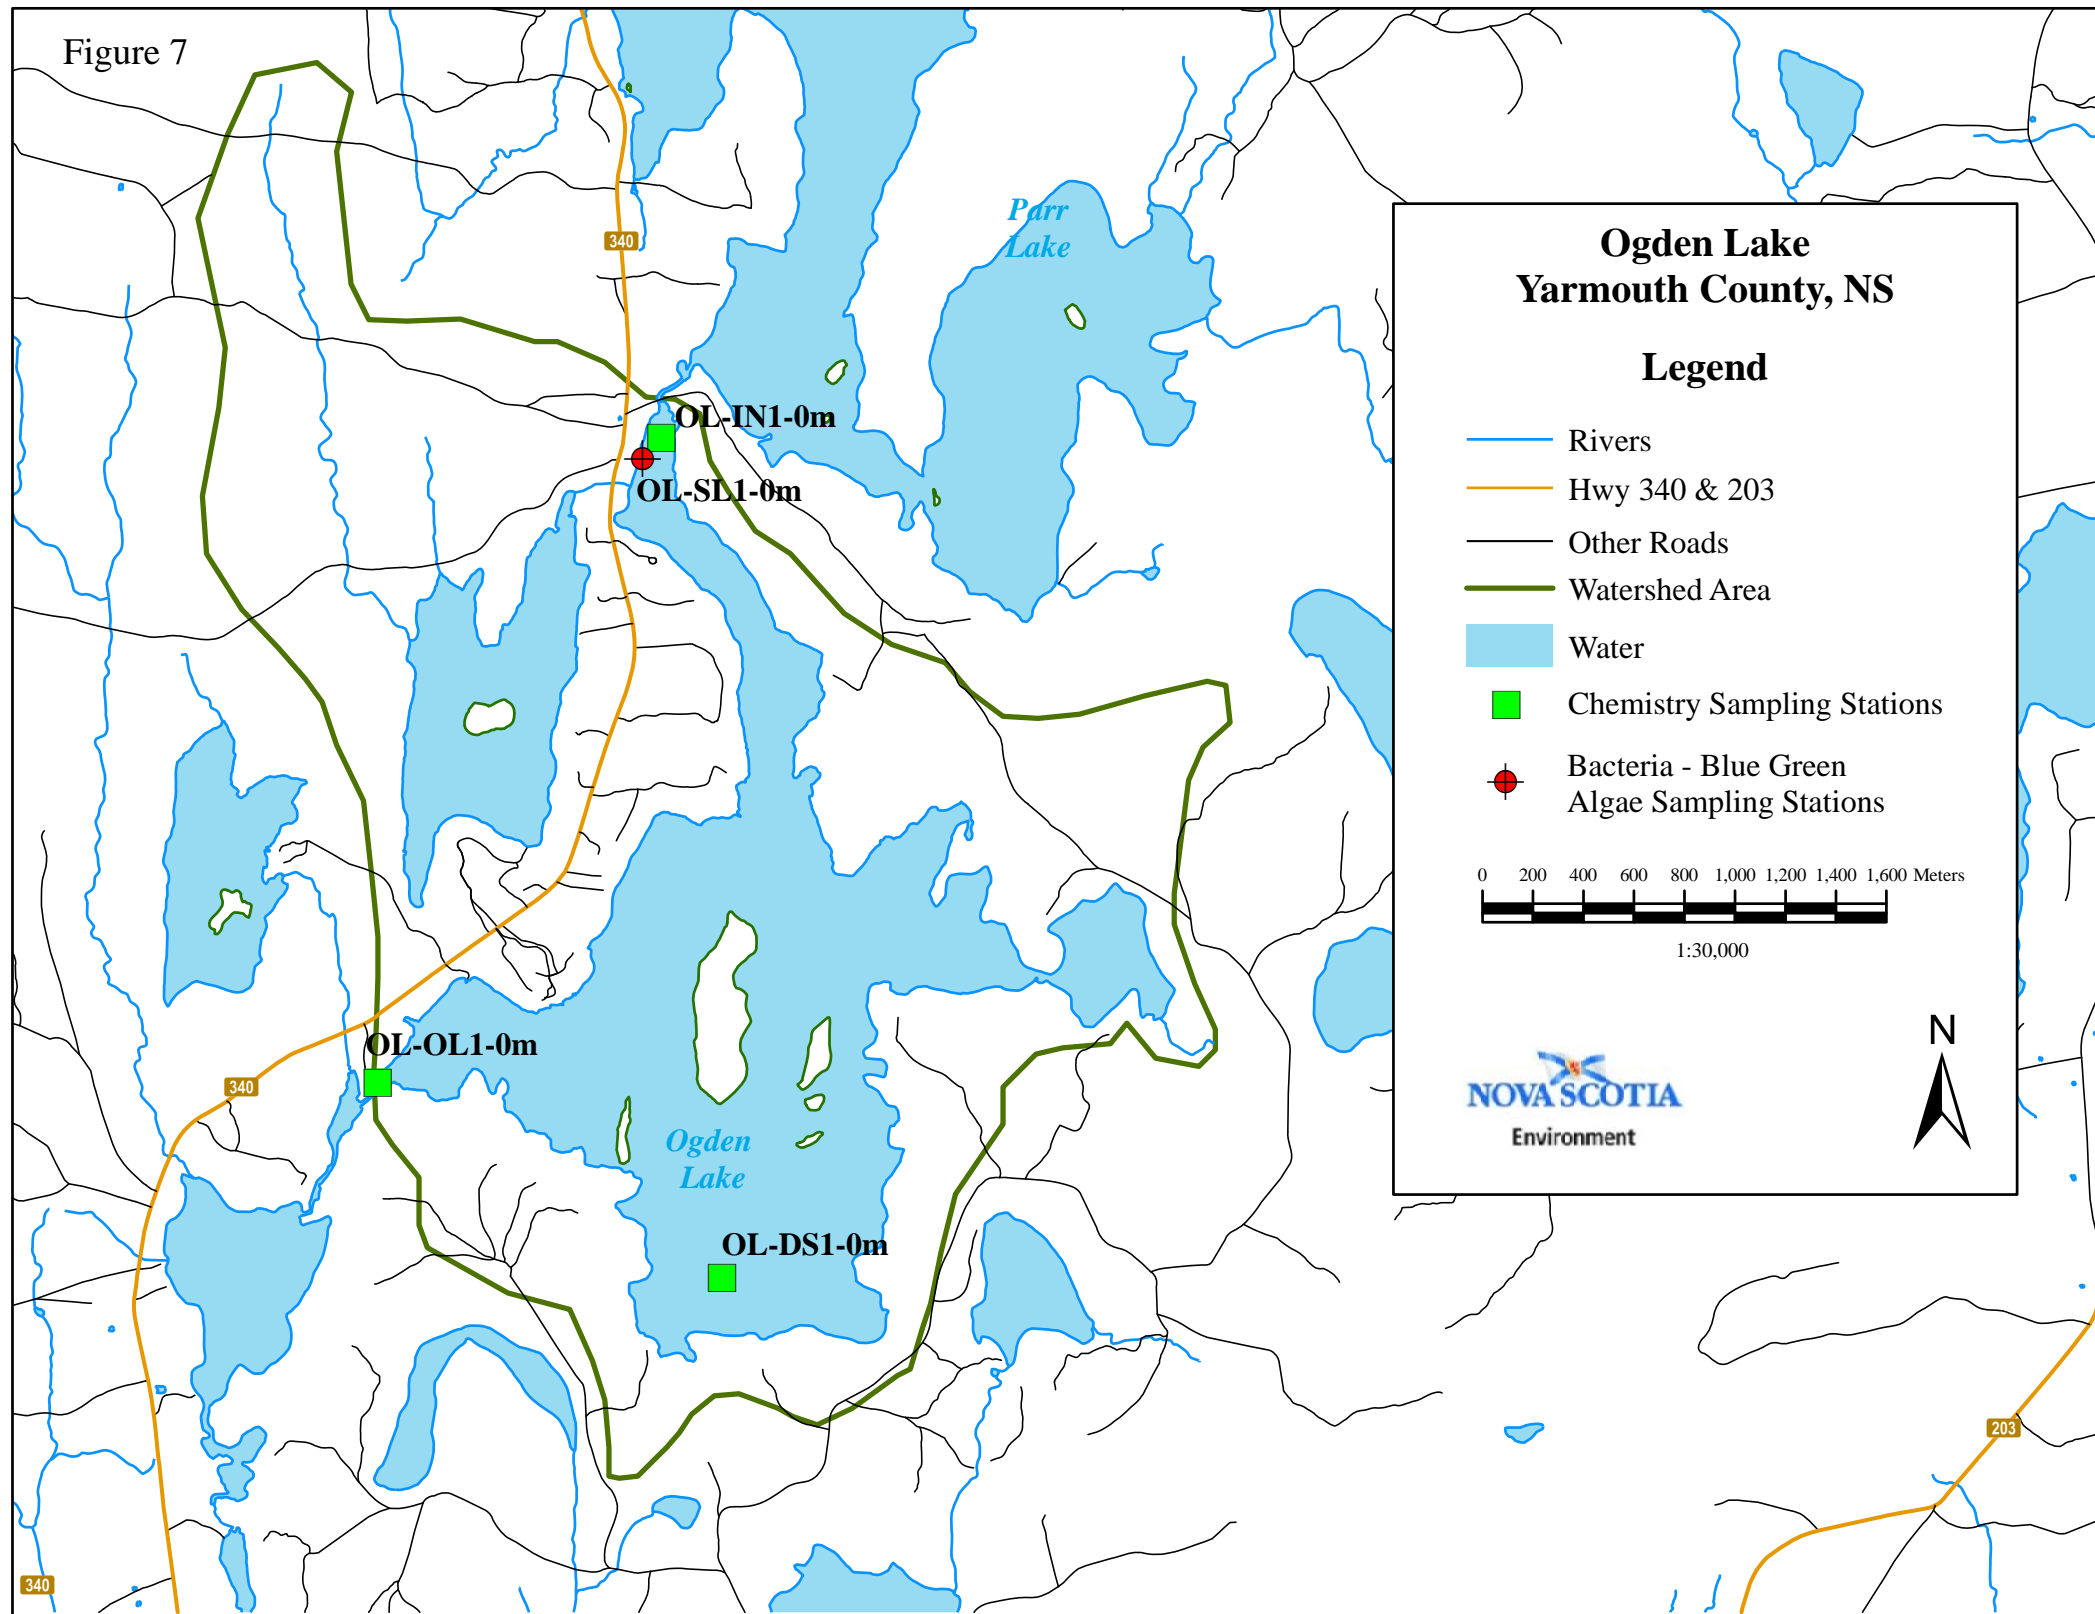 Figure 7
Parr
Lake
340
OL-IN1-0m
OL-SL1-0m
OL-OL1-0m
340
Ogden
Lake
OL-DS1-0m
340
203
Ogden Lake
Yarmouth County, NS
Legend
Rivers
Hwy 340 & 203
Other Roads
Watershed Area
Water
Chemistry Sampling Stations
Bacteria - Blue Green
Algae Sampling Stations
0 200 400 600 800 1,000 1,200 1,400 1,600 Meters
1:30,000
N
NOVA SCOTIA
Environment